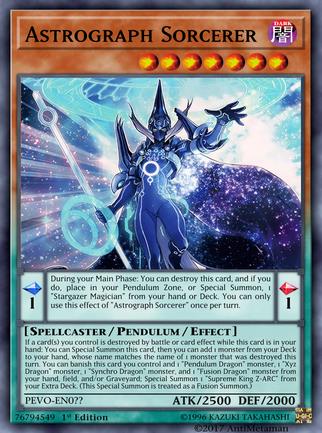 ASTROGRAPH SORCERER
DARK
闇
During your Main Phase: You can destroy this card, and if you
do, place in your Pendulum Zone, or Special Summon, 1
"Stargazer Magician" from your hand or Deck. You can only
use this effect of "Astrograph Sorcerer" once per turn.
1
1
[SPELLCASTER / PENDULUM / EFFECT]
If a card(s) you control is destroyed by battle or card effect while this card is in your
hand: You can Special Summon this card, then you can add 1 monster from your Deck
to your hand, whose name matches the name of 1 monster that was destroyed this
turn. You can banish this card you control and 1 "Pendulum Dragon" monster, 1 "Xyz
Dragon" monster, 1 "Synchro Dragon" monster, and 1 "Fusion Dragon" monster from
your hand, field, and/or Graveyard; Special Summon 1 "Supreme King Z-ARC" from
your Extra Deck. (This Special Summon is treated as a Fusion Summon.)
PEVO-EN0??
ATK/2500 DEF/2000
76794549
1st Edition
©1996 KAZUKI TAKAHASHI
©2017 AntiMetaman